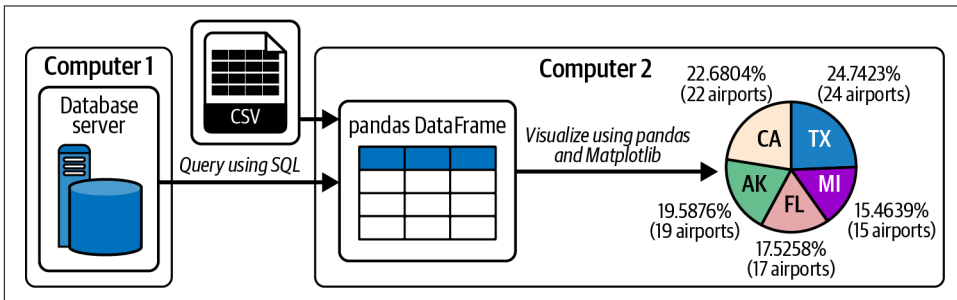 Computer 1
Database
server
CSV
Query using SQL
Computer 2
pandas DataFrame
Visualize using pandas
and Matplotlib
22.6804%
(22 airports)
24.7423%
(24 airports)
CA
TX
AK
MI
FL
19.5876%
(19 airports)
15.4639%
(15 airports)
17.5258%
(17 airports)